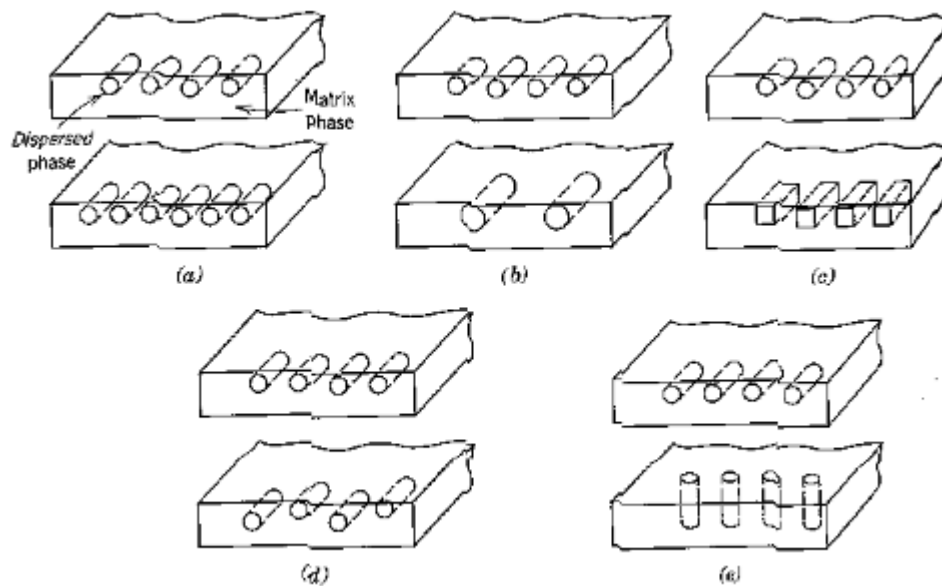 Matrix
Phase
Dispersed
phase
(a)
(b)
(c)
(d)
(e)